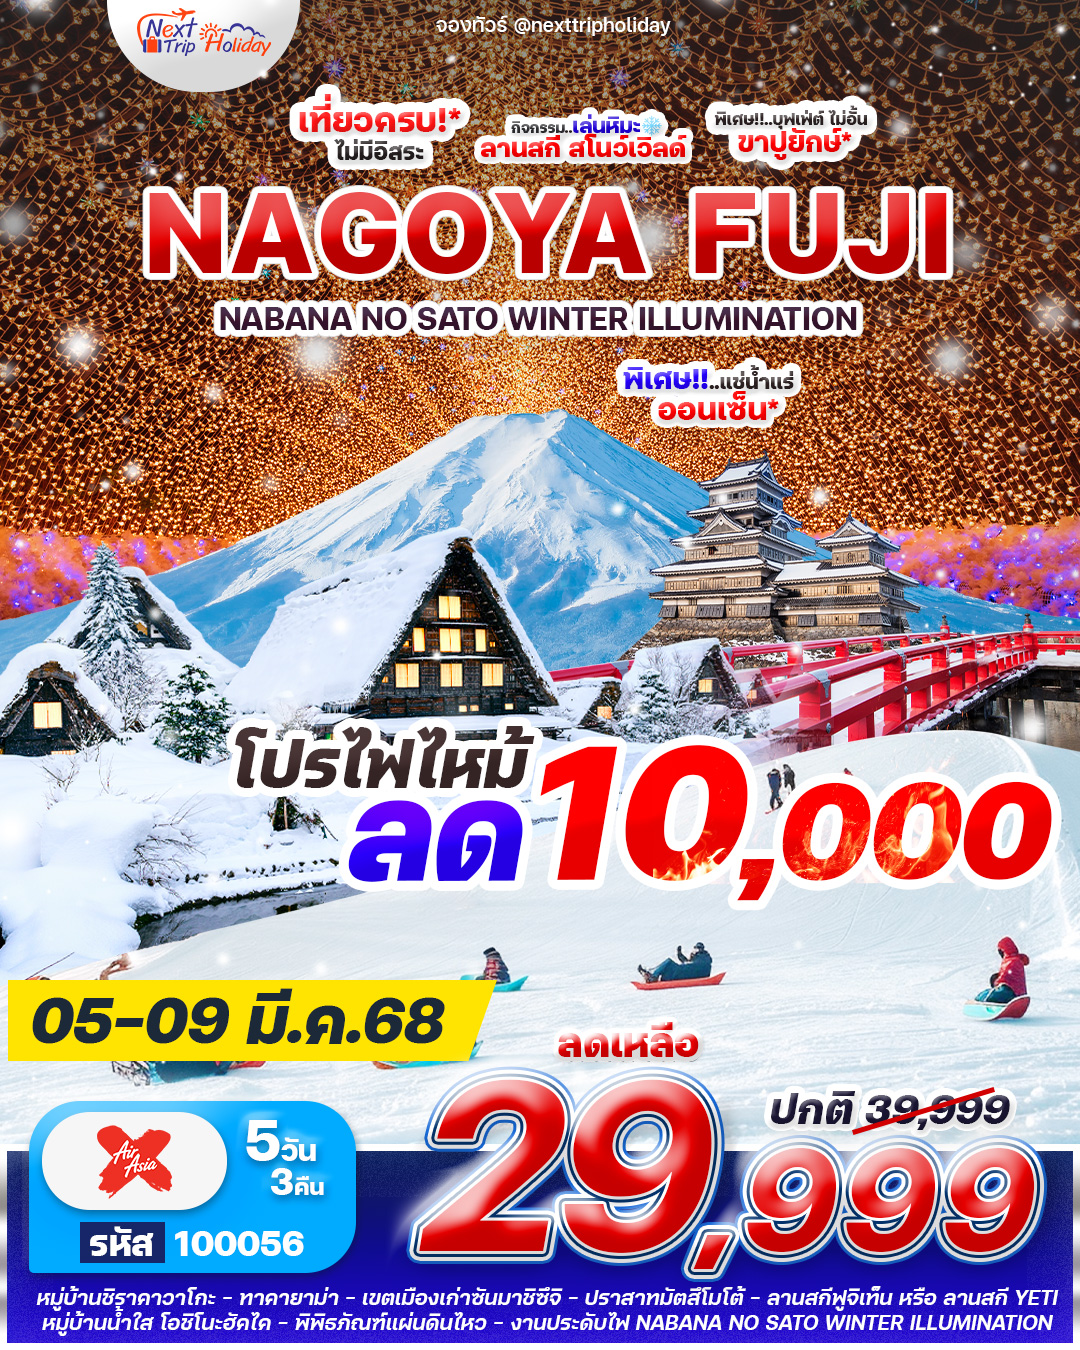 Next Trip Holiday
จองทัวร์ @nexttripholiday
เที่ยวครบ!*
ไม่มีอิสระ
กิจกรรม..เล่นหิมะ
ลานสกี สโนว์เวิลด์
พิเศษ!!..บุฟเฟ่ต์ ไม่อั้น
ขาปูยักษ์*
NAGOYA FUJI
NABANA NO SATO WINTER ILLUMINATION
พิเศษ!!..แช่น้ำแร่
ออนเซ็น*
โปรไฟไหม้
ลด 10,000
05-09 มี.ค.68
ลดเหลือ
ปกติ 39,999
29,999
Air Asia X
5วัน
3คืน
รหัส 100056
หมู่บ้านชิราคาวาโกะ - ทาคายาม่า - เขตเมืองเก่าซันมาชิซึจิ - ปราสาทมัตสึโมโต้ - ลานสกีฟูจิเท็น หรือ ลานสกี YETI
หมู่บ้านน้ำใส โอชิโนะฮัคไค - พิพิธภัณฑ์แผ่นดินไหว - งานประดับไฟ NABANA NO SATO WINTER ILLUMINATION